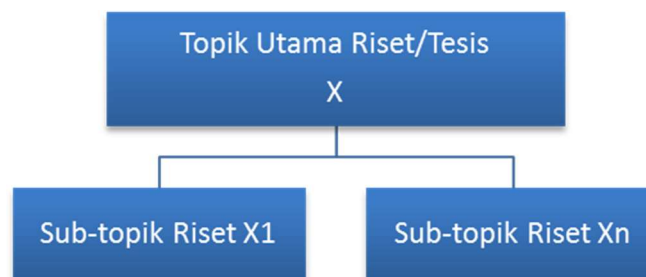 Topik Utama Riset/Tesis
X
Sub-topik Riset X1
Sub-topik Riset Xn